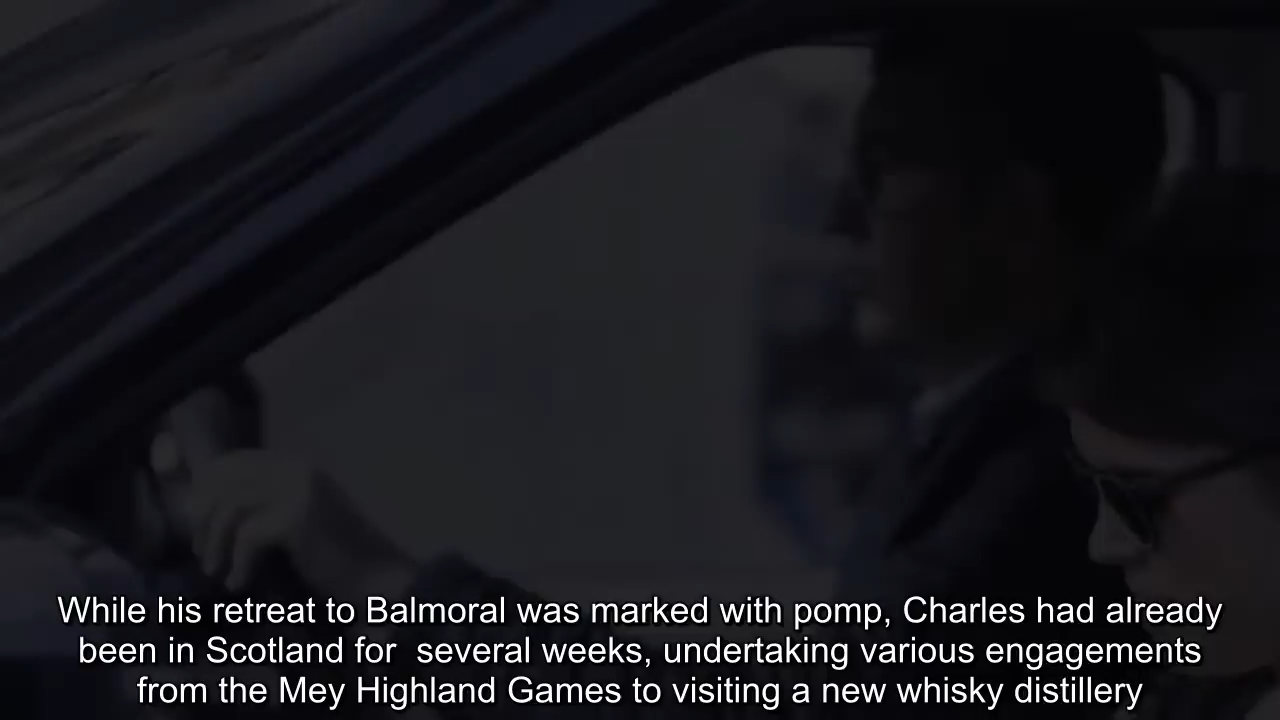 While his retreat to Balmoral was marked with pomp, Charles had already
been in Scotland for  several weeks, undertaking various engagements
from the Mey Highland Games to visiting a new whisky distillery